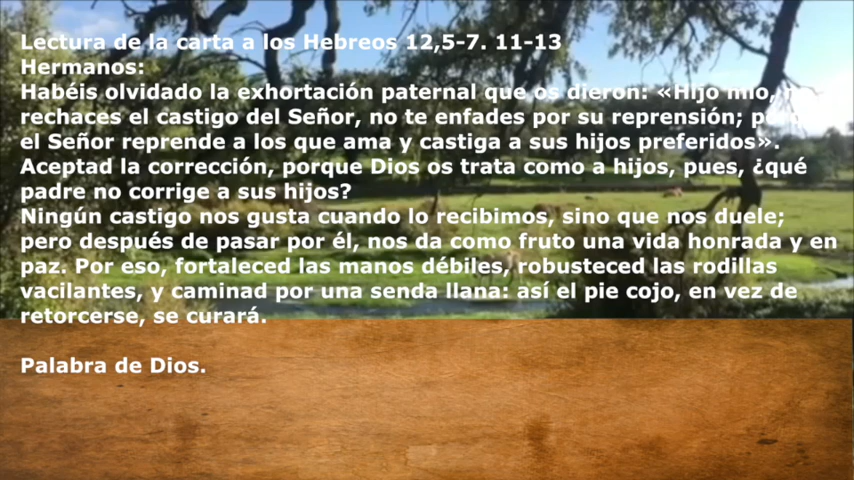 Lectura de la carta a los Hebreos 12,5-7. 11-13
Hermanos:
Habéis olvidado la exhortación paternal que os dieron: «Hijo mío, no
rechaces el castigo del Señor, no te enfades por su reprensión; porque
el Señor reprende a los que ama y castiga a sus hijos preferidos».
Aceptad la corrección, porque Dios os trata como a hijos, pues, ¿qué
padre no corrige a sus hijos?
Ningún castigo nos gusta cuando lo recibimos, sino que nos duele;
pero después de pasar por él, nos da como fruto una vida honrada y en
paz. Por eso, fortaleced las manos débiles, robusteced las rodillas
vacilantes, y caminad por una senda llana: así el pie cojo, en vez de
retorcerse, se curará.
Palabra de Dios.